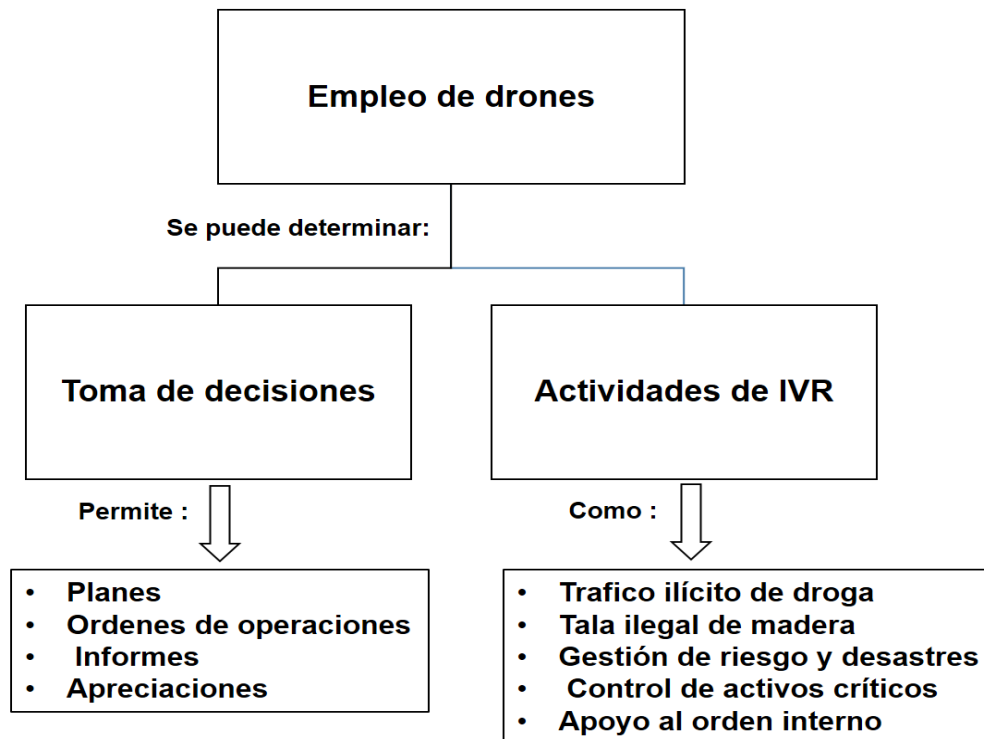 Empleo de drones
Se puede determinar:
Toma de decisiones
Actividades de IVR
Permite :
Como :
• Planes
• Ordenes de operaciones
• Informes
• Apreciaciones
• Trafico ilícito de droga
• Tala ilegal de madera
• Gestión de riesgo y desastres
• Control de activos críticos
• Apoyo al orden interno